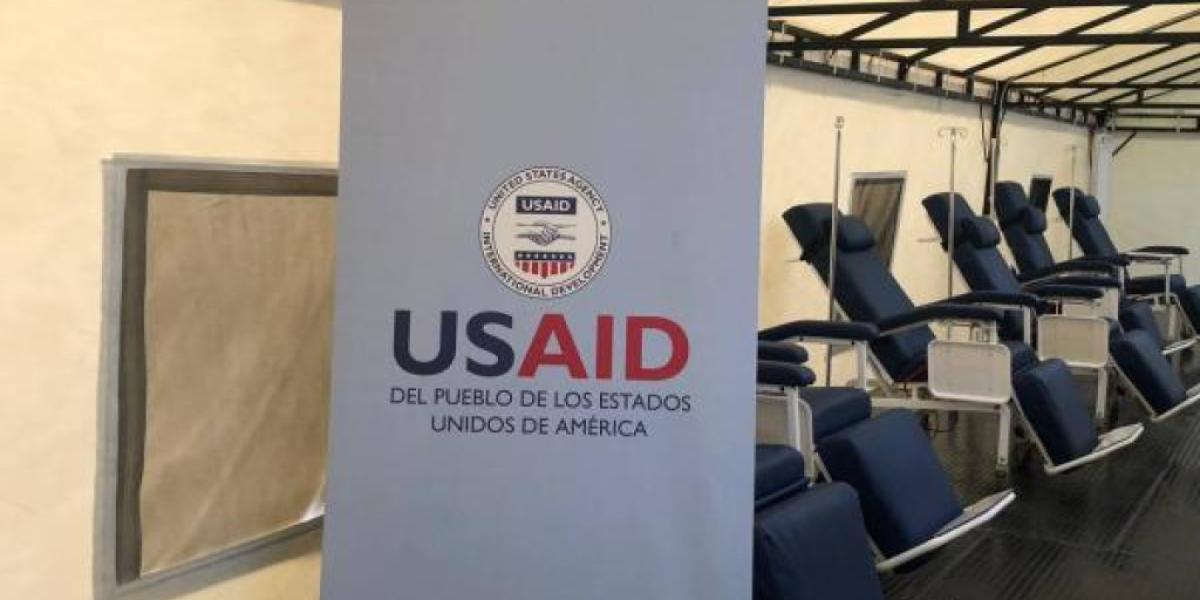 UNITED STATES AGENCY
USAID
INTERNATIONAL DEVELOPMENT
USAID
DEL PUEBLO DE LOS ESTADOS
UNIDOS DE AMÉRICA